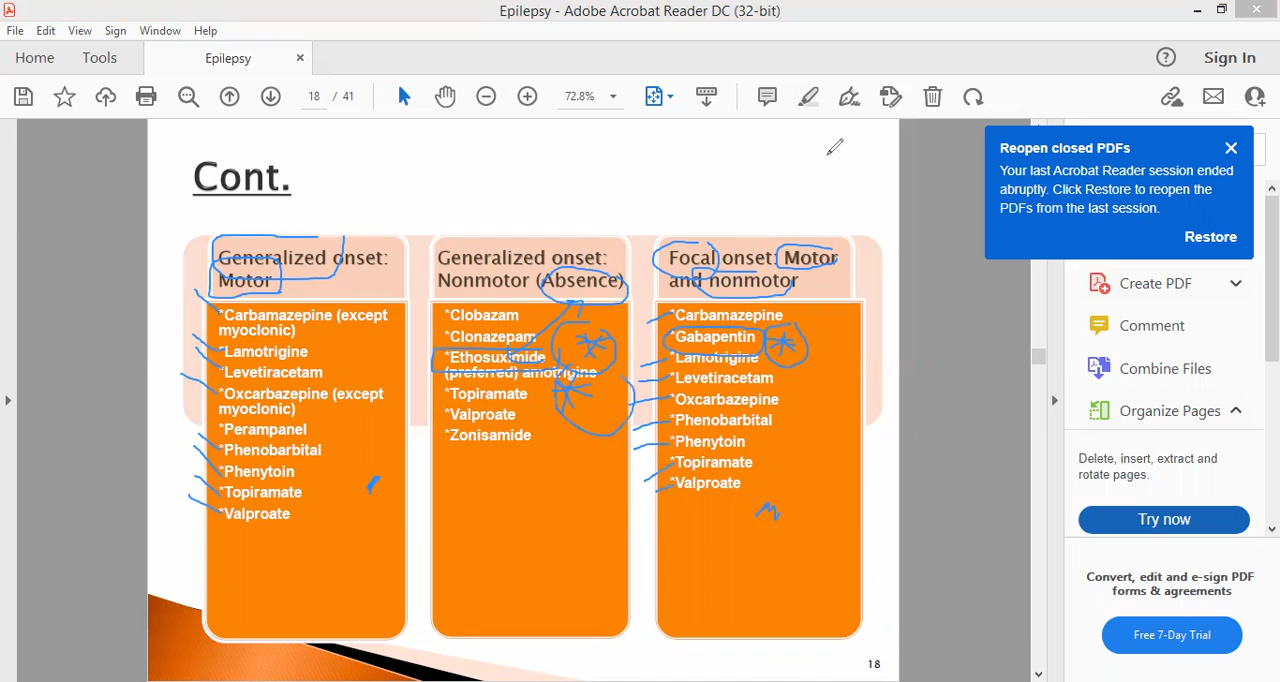 Epilepsy - Adobe Acrobat Reader DC (32-bit)
File Edit View Sign Window Help
Home Tools Epilepsy Sign In
18 / 41 72.8%
Cont.
Generalized onset:
Motor
*Carbamazepine (except
myoclonic)
*Lamotrigine
*Levetiracetam
*Oxcarbazepine (except
myoclonic)
*Perampanel
*Phenobarbital
*Phenytoin
*Topiramate
*Valproate
Generalized onset:
Nonmotor (Absence)
*Clobazam
*Clonazepam
*Ethosuximide
(preferred) amotrigine
*Topiramate
*Valproate
*Zonisamide
Focal onset: Motor
and nonmotor
*Carbamazepine
*Gabapentin
*Lamotrigine
*Levetiracetam
*Oxcarbazepine
*Phenobarbital
*Phenytoin
*Topiramate
*Valproate
18
Reopen closed PDFs
Your last Acrobat Reader session ended
abruptly. Click Restore to reopen the
PDFs from the last session.
Restore
Create PDF
Comment
Combine Files
Organize Pages
Delete, insert, extract and
rotate pages.
Try now
Convert, edit and e-sign PDF
forms & agreements
Free 7-Day Trial